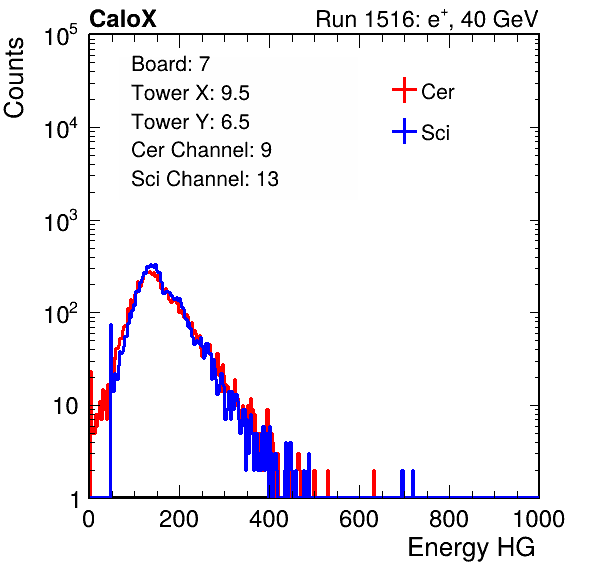 CaloX Run 1516: e⁺, 40 GeV
Counts
10⁵
10⁴
10³
10²
10
1
Board: 7
Tower X: 9.5
Tower Y: 6.5
Cer Channel: 9
Sci Channel: 13
Cer
Sci
0 200 400 600 800 1000
Energy HG